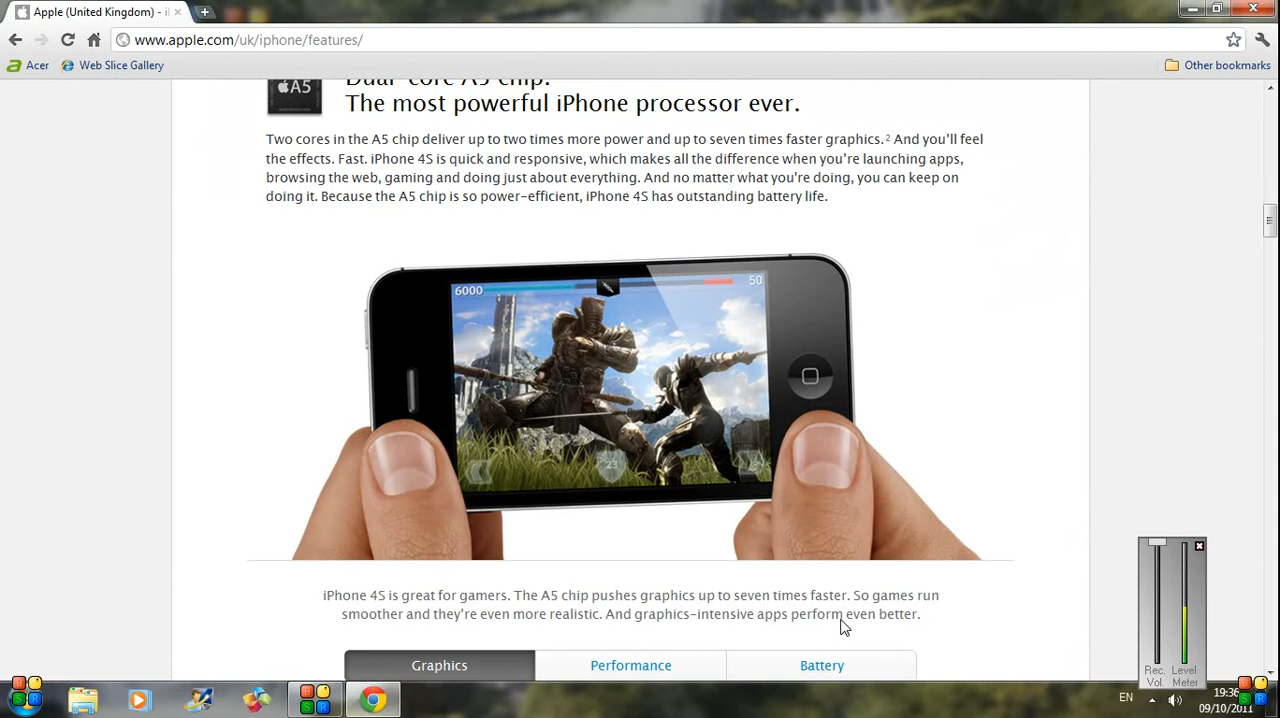 Apple (United Kingdom) - i
www.apple.com/uk/iphone/features/
Acer
Web Slice Gallery
Other bookmarks
A5
Dual-core A5 chip.
The most powerful iPhone processor ever.
Two cores in the A5 chip deliver up to two times more power and up to seven times faster graphics.² And you’ll feel
the effects. Fast. iPhone 4S is quick and responsive, which makes all the difference when you’re launching apps,
browsing the web, gaming and doing just about everything. And no matter what you're doing, you can keep on
doing it. Because the A5 chip is so power-efficient, iPhone 4S has outstanding battery life.
6000
50
23
iPhone 4S is great for gamers. The A5 chip pushes graphics up to seven times faster. So games run
smoother and they’re even more realistic. And graphics-intensive apps perform even better.
Graphics
Performance
Battery
Rec. Level
Vol. Meter
S R
S R
EN
19:36
09/10/2011
S R